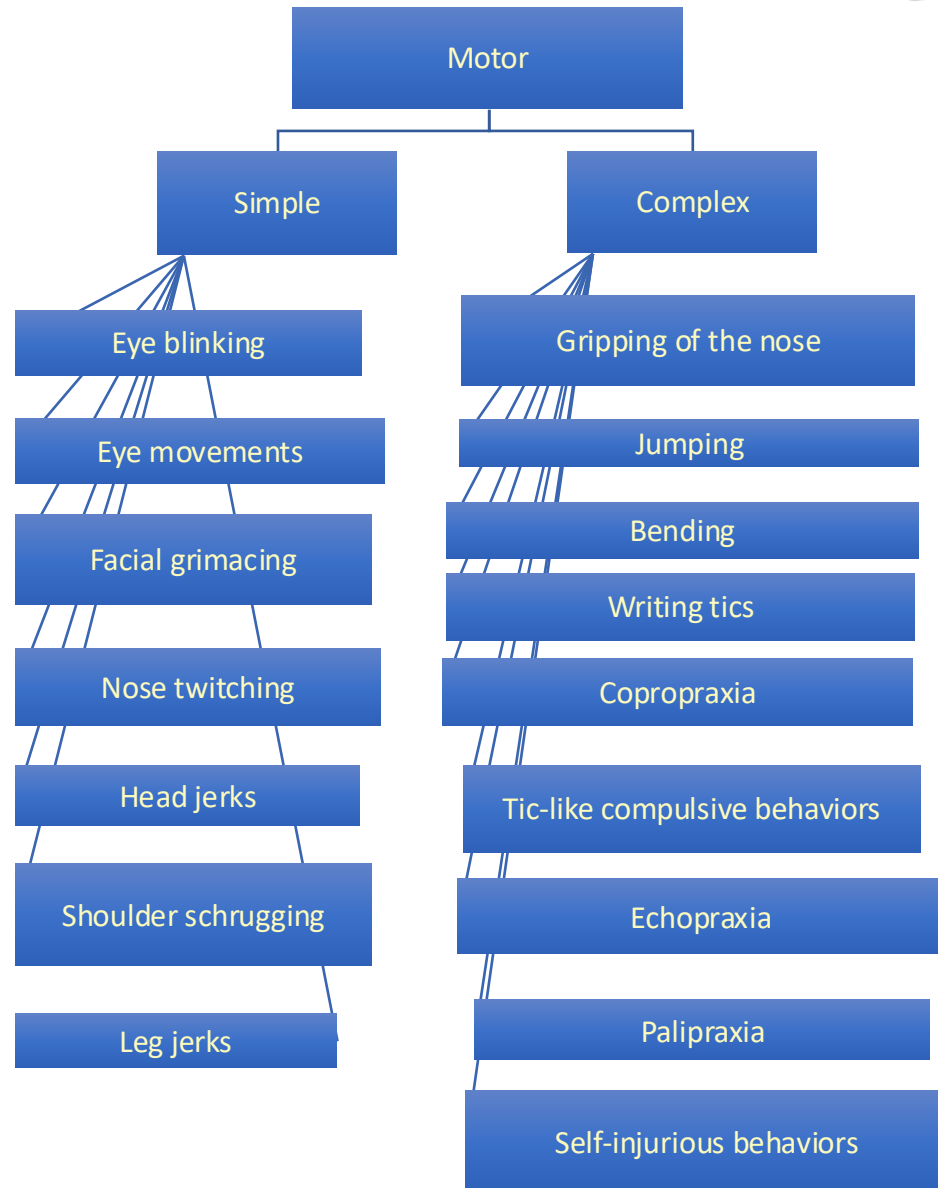 Motor
Simple
Complex
Eye blinking
Eye movements
Facial grimacing
Nose twitching
Head jerks
Shoulder schrugging
Leg jerks
Gripping of the nose
Jumping
Bending
Writing tics
Copropraxia
Tic-like compulsive behaviors
Echopraxia
Palipraxia
Self-injurious behaviors